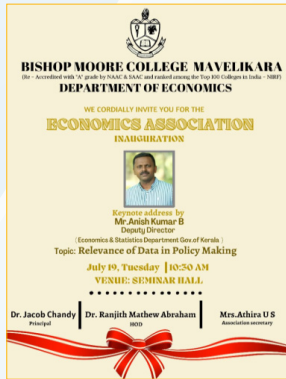 BISHOP MOORE COLLEGE MAVELIKARA
(Re - Accredited with "A" grade by NAAC & SAAC and ranked among the Top 100 Colleges in India - NIRF)
DEPARTMENT OF ECONOMICS
WE CORDIALLY INVITE YOU FOR THE
ECONOMICS ASSOCIATION
INAUGURATION
Keynote address by
Mr.Anish Kumar B
Deputy Director
( Economics & Statistics Department Gov.of Kerala )
Topic: Relevance of Data in Policy Making
July 19, Tuesday | 10:30 AM
VENUE: SEMINAR HALL
Dr. Jacob Chandy
Principal
Dr. Ranjith Mathew Abraham
HOD
Mrs.Athira U S
Association secretary